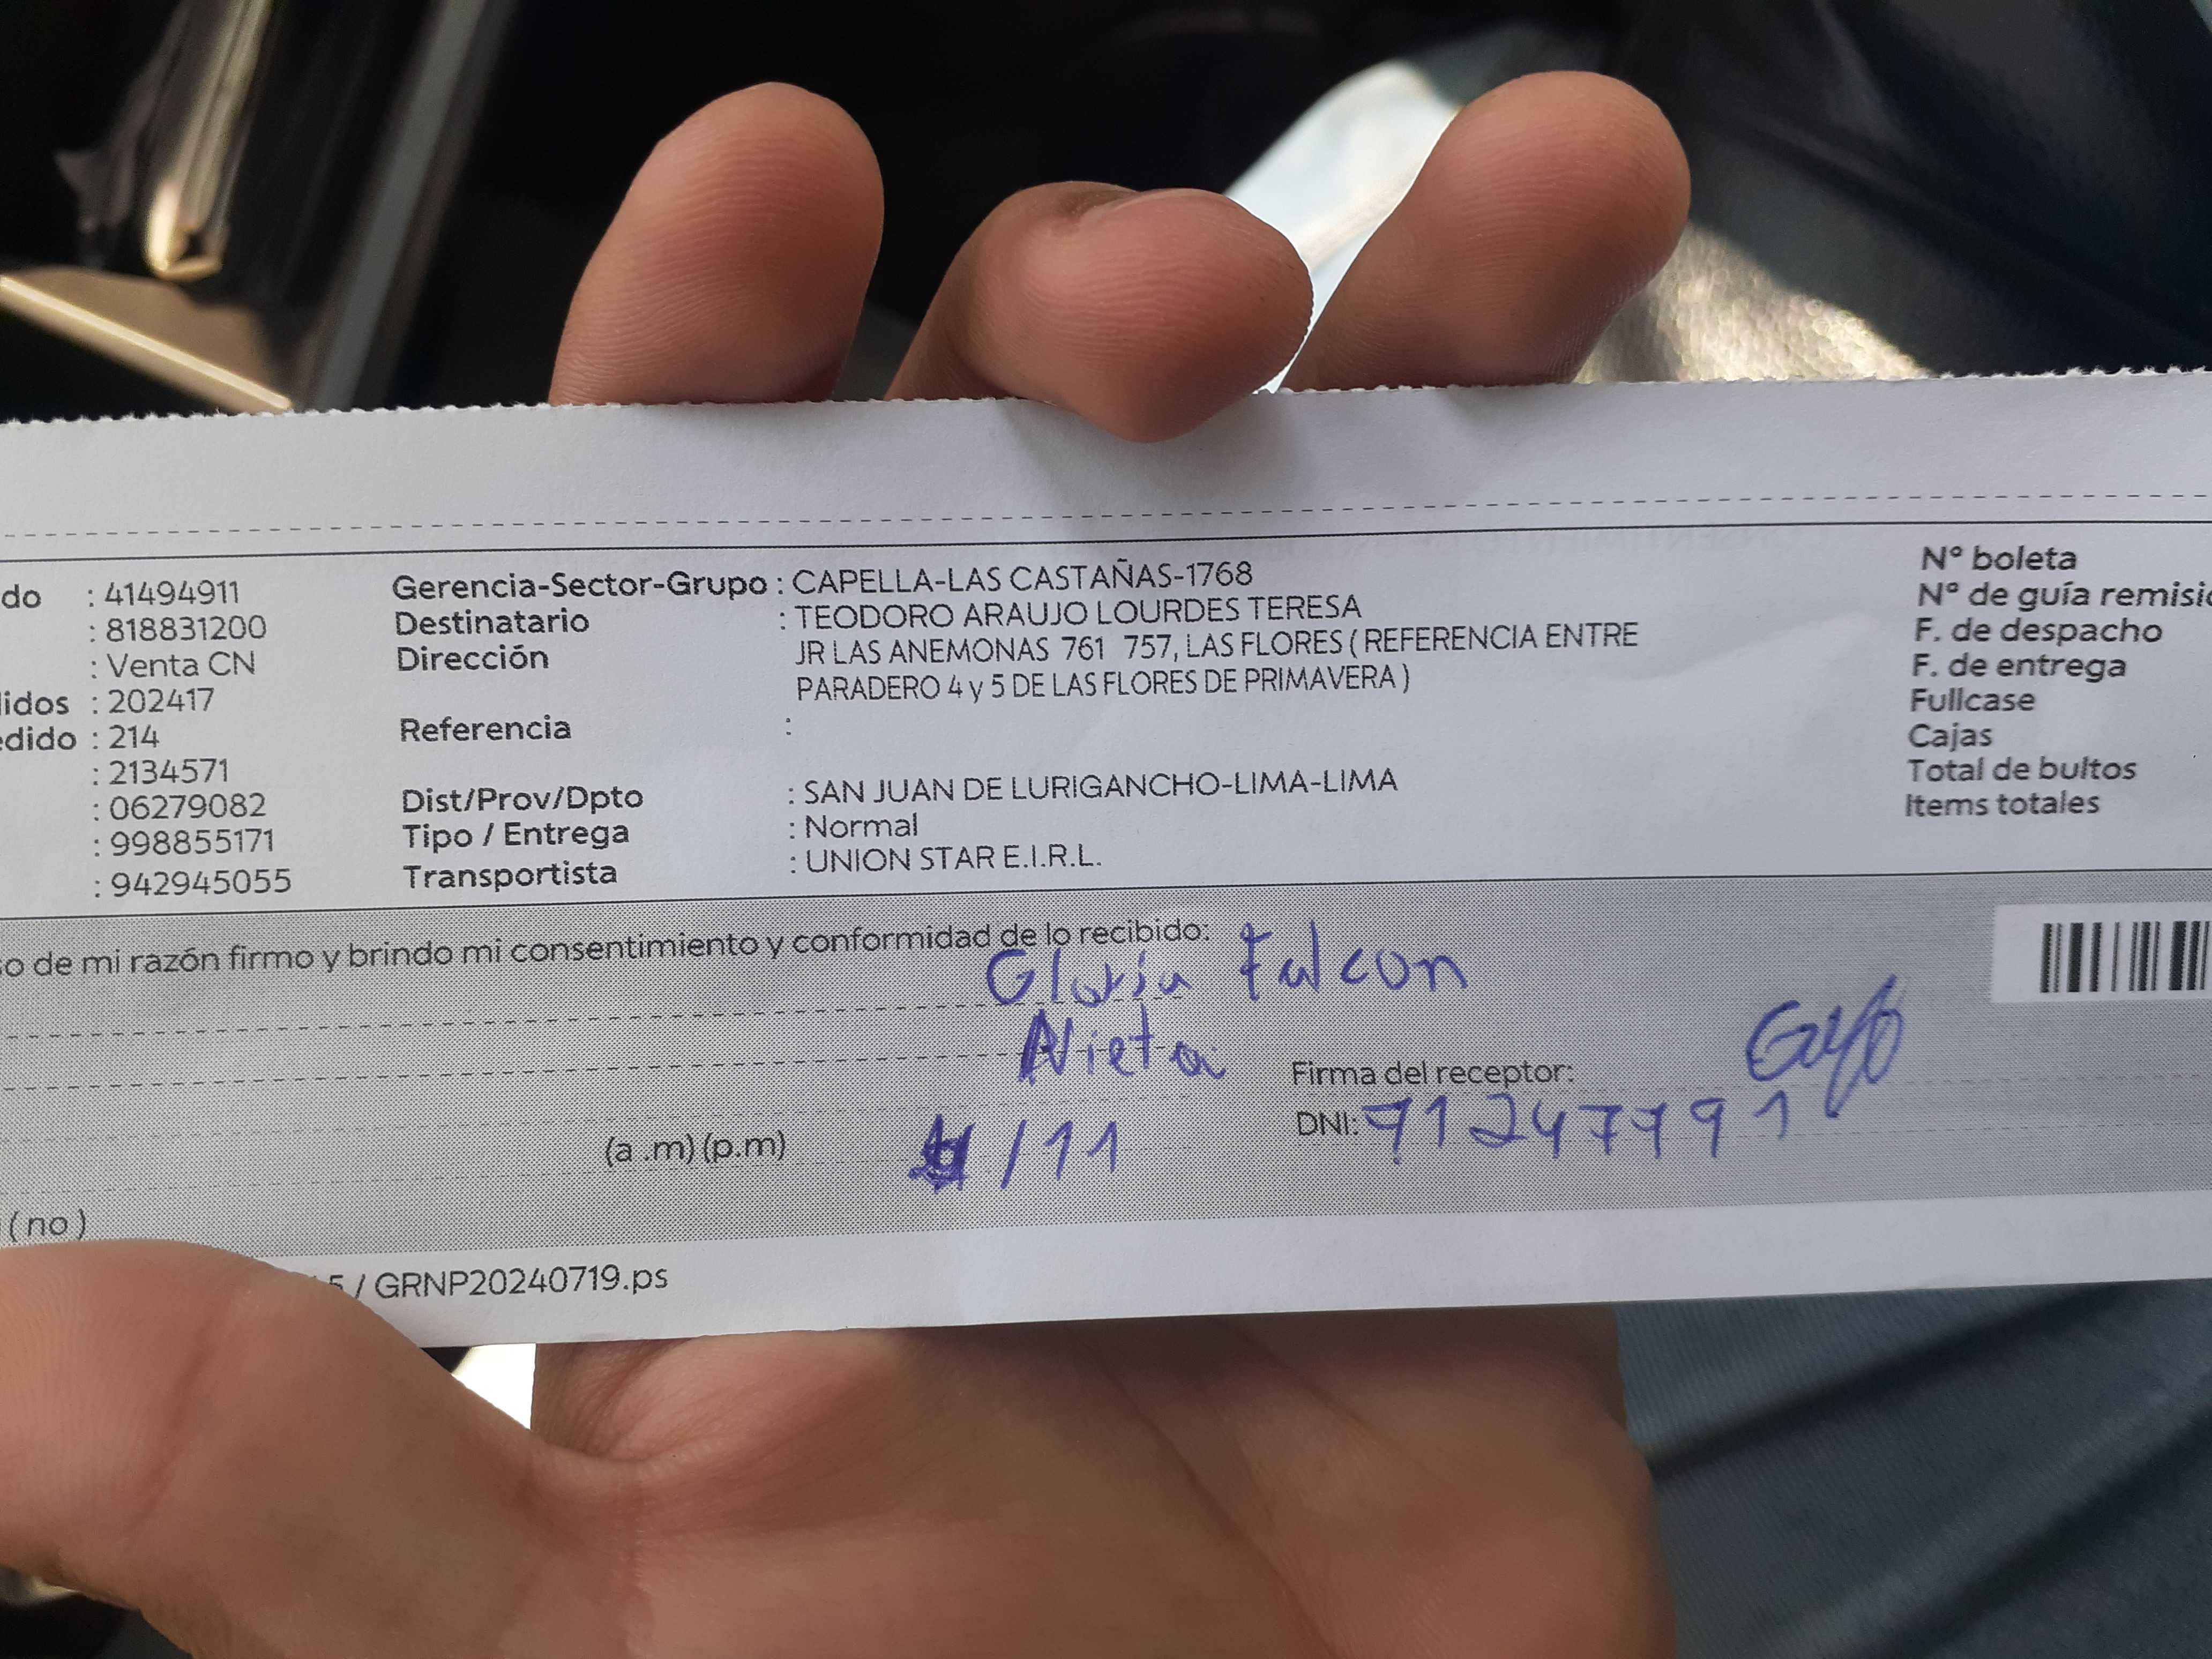 do : 41494911
: 818831200
: Venta CN
lidos : 202417
edido : 214
: 2134571
: 06279082
: 998855171
: 942945055
Gerencia-Sector-Grupo : CAPELLA-LAS CASTAÑAS-1768
Destinatario : TEODORO ARAUJO LOURDES TERESA
Dirección JR LAS ANEMONAS 761 757, LAS FLORES ( REFERENCIA ENTRE
PARADERO 4 y 5 DE LAS FLORES DE PRIMAVERA )
Referencia :
Dist/Prov/Dpto : SAN JUAN DE LURIGANCHO-LIMA-LIMA
Tipo / Entrega : Normal
Transportista : UNION STAR E.I.R.L.
Nº boleta
Nº de guía remisió
F. de despacho
F. de entrega
Fullcase
Cajas
Total de bultos
Items totales
so de mi razón firmo y brindo mi consentimiento y conformidad de lo recibido:
Gloria Falcon
Nieta
Firma del receptor:
DNI: 71247791
(a .m) (p.m) /11
( no )
5 / GRNP20240719.ps